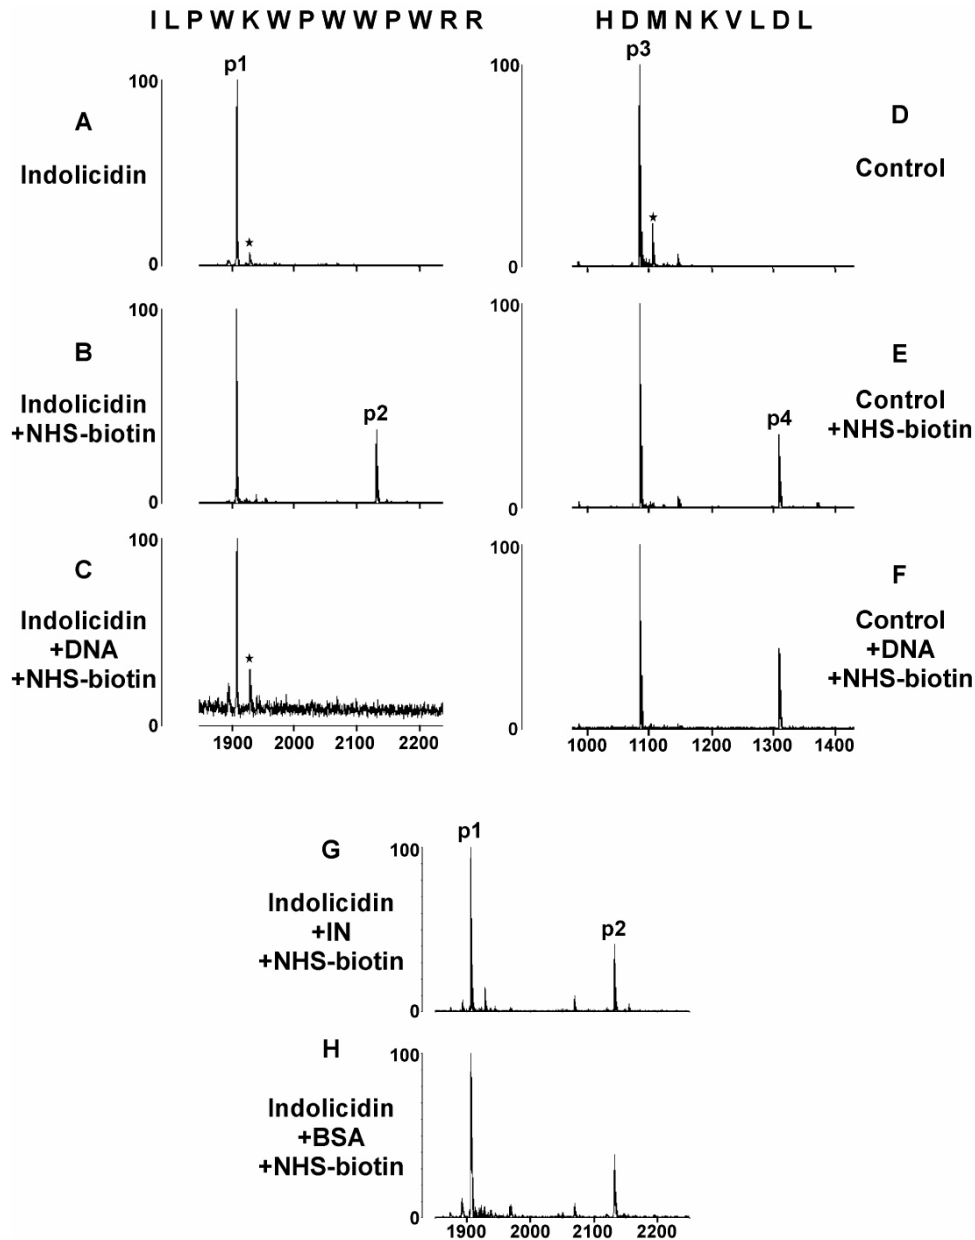 I L P W K W P W W P W R R
H D M N K V L D L
p1
100
A
Indolicidin
★
0
p3
100
D
Control
★
0
100
B
Indolicidin
+NHS-biotin
p2
0
100
E
Control
+NHS-biotin
p4
0
100
C
Indolicidin
+DNA
+NHS-biotin
★
0
1900 2000 2100 2200
100
F
Control
+DNA
+NHS-biotin
0
1000 1100 1200 1300 1400
p1
G
100
Indolicidin
+IN
+NHS-biotin
p2
0
H
100
Indolicidin
+BSA
+NHS-biotin
0
1900 2000 2100 2200